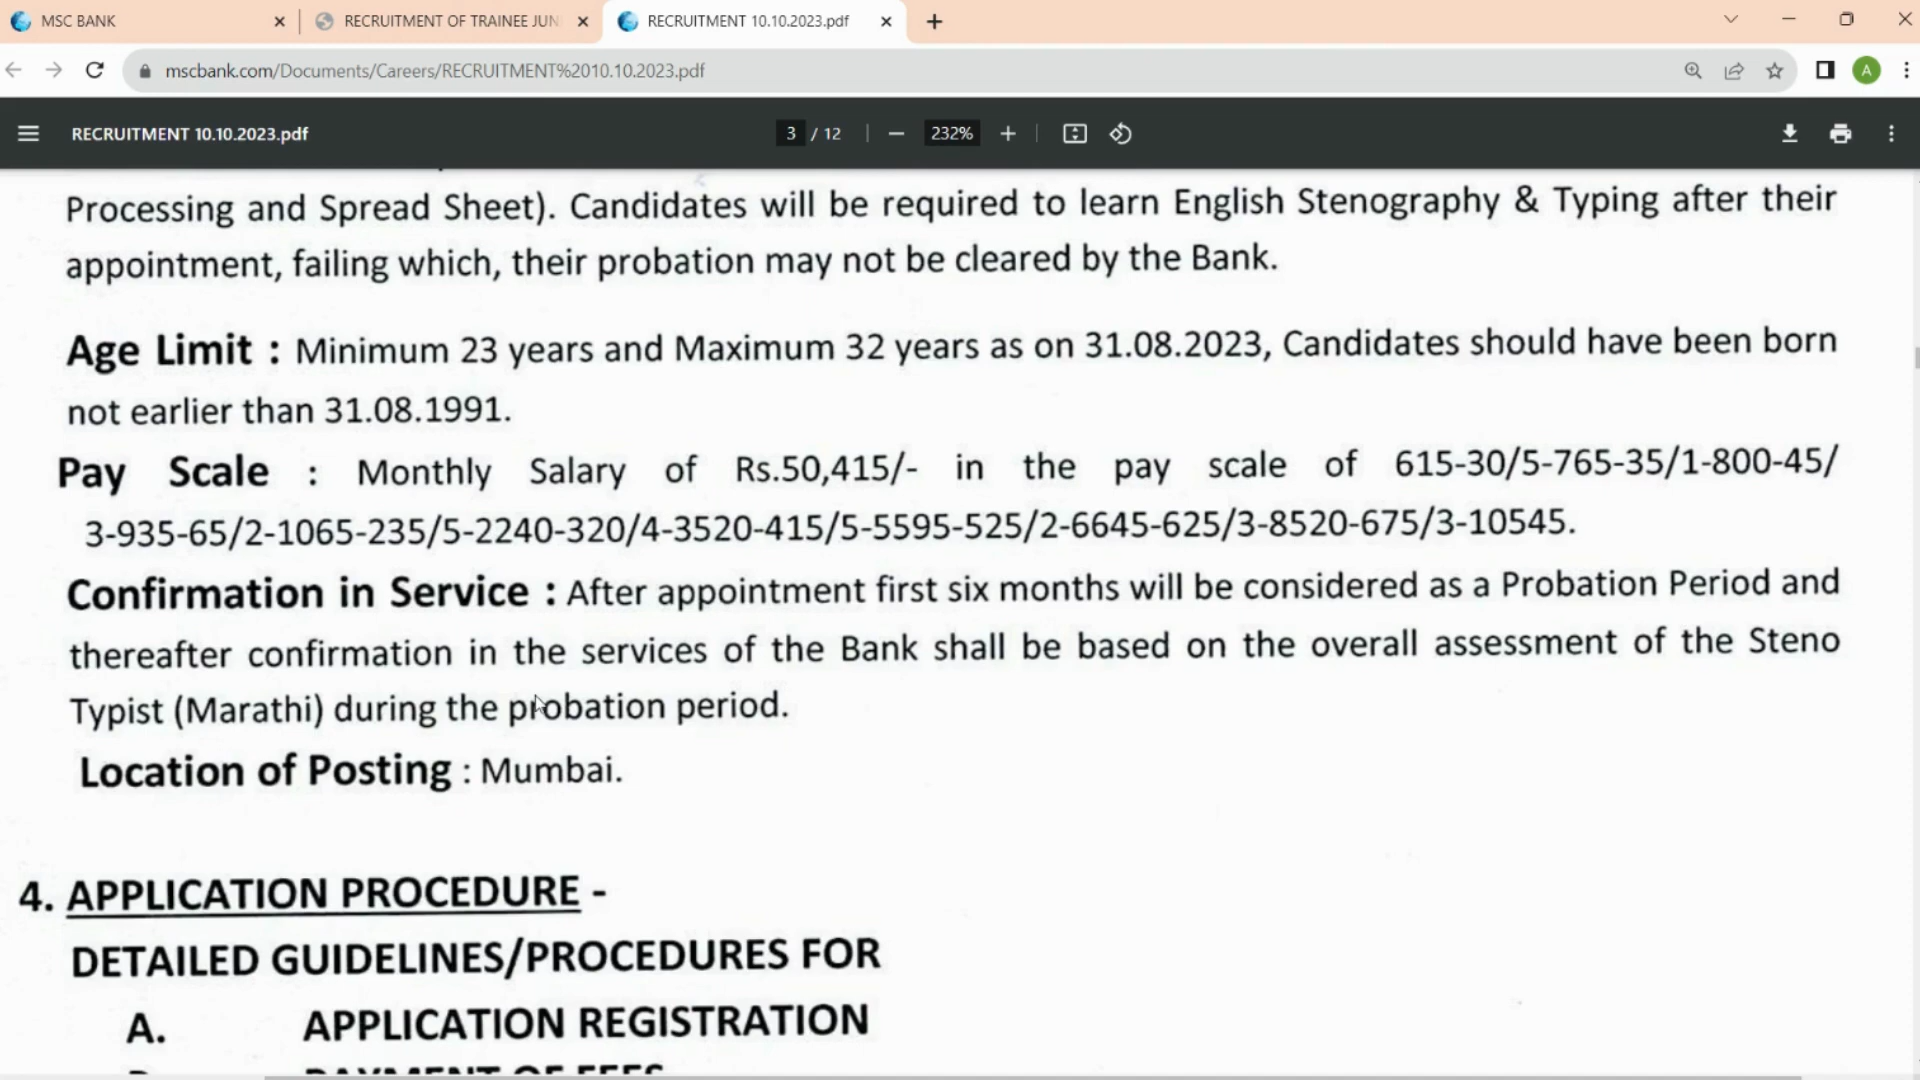 MSC BANK
RECRUITMENT OF TRAINEE JUN
RECRUITMENT 10.10.2023.pdf
mscbank.com/Documents/Careers/RECRUITMENT%2010.10.2023.pdf
A
RECRUITMENT 10.10.2023.pdf
3 / 12
232%
Processing and Spread Sheet). Candidates will be required to learn English Stenography & Typing after their
appointment, failing which, their probation may not be cleared by the Bank.
Age Limit : Minimum 23 years and Maximum 32 years as on 31.08.2023, Candidates should have been born
not earlier than 31.08.1991.
Pay Scale : Monthly Salary of Rs.50,415/- in the pay scale of 615-30/5-765-35/1-800-45/
3-935-65/2-1065-235/5-2240-320/4-3520-415/5-5595-525/2-6645-625/3-8520-675/3-10545.
Confirmation in Service : After appointment first six months will be considered as a Probation Period and
thereafter confirmation in the services of the Bank shall be based on the overall assessment of the Steno
Typist (Marathi) during the probation period.
Location of Posting : Mumbai.
4. APPLICATION PROCEDURE -
DETAILED GUIDELINES/PROCEDURES FOR
A. APPLICATION REGISTRATION
PAYMENT OF FEES